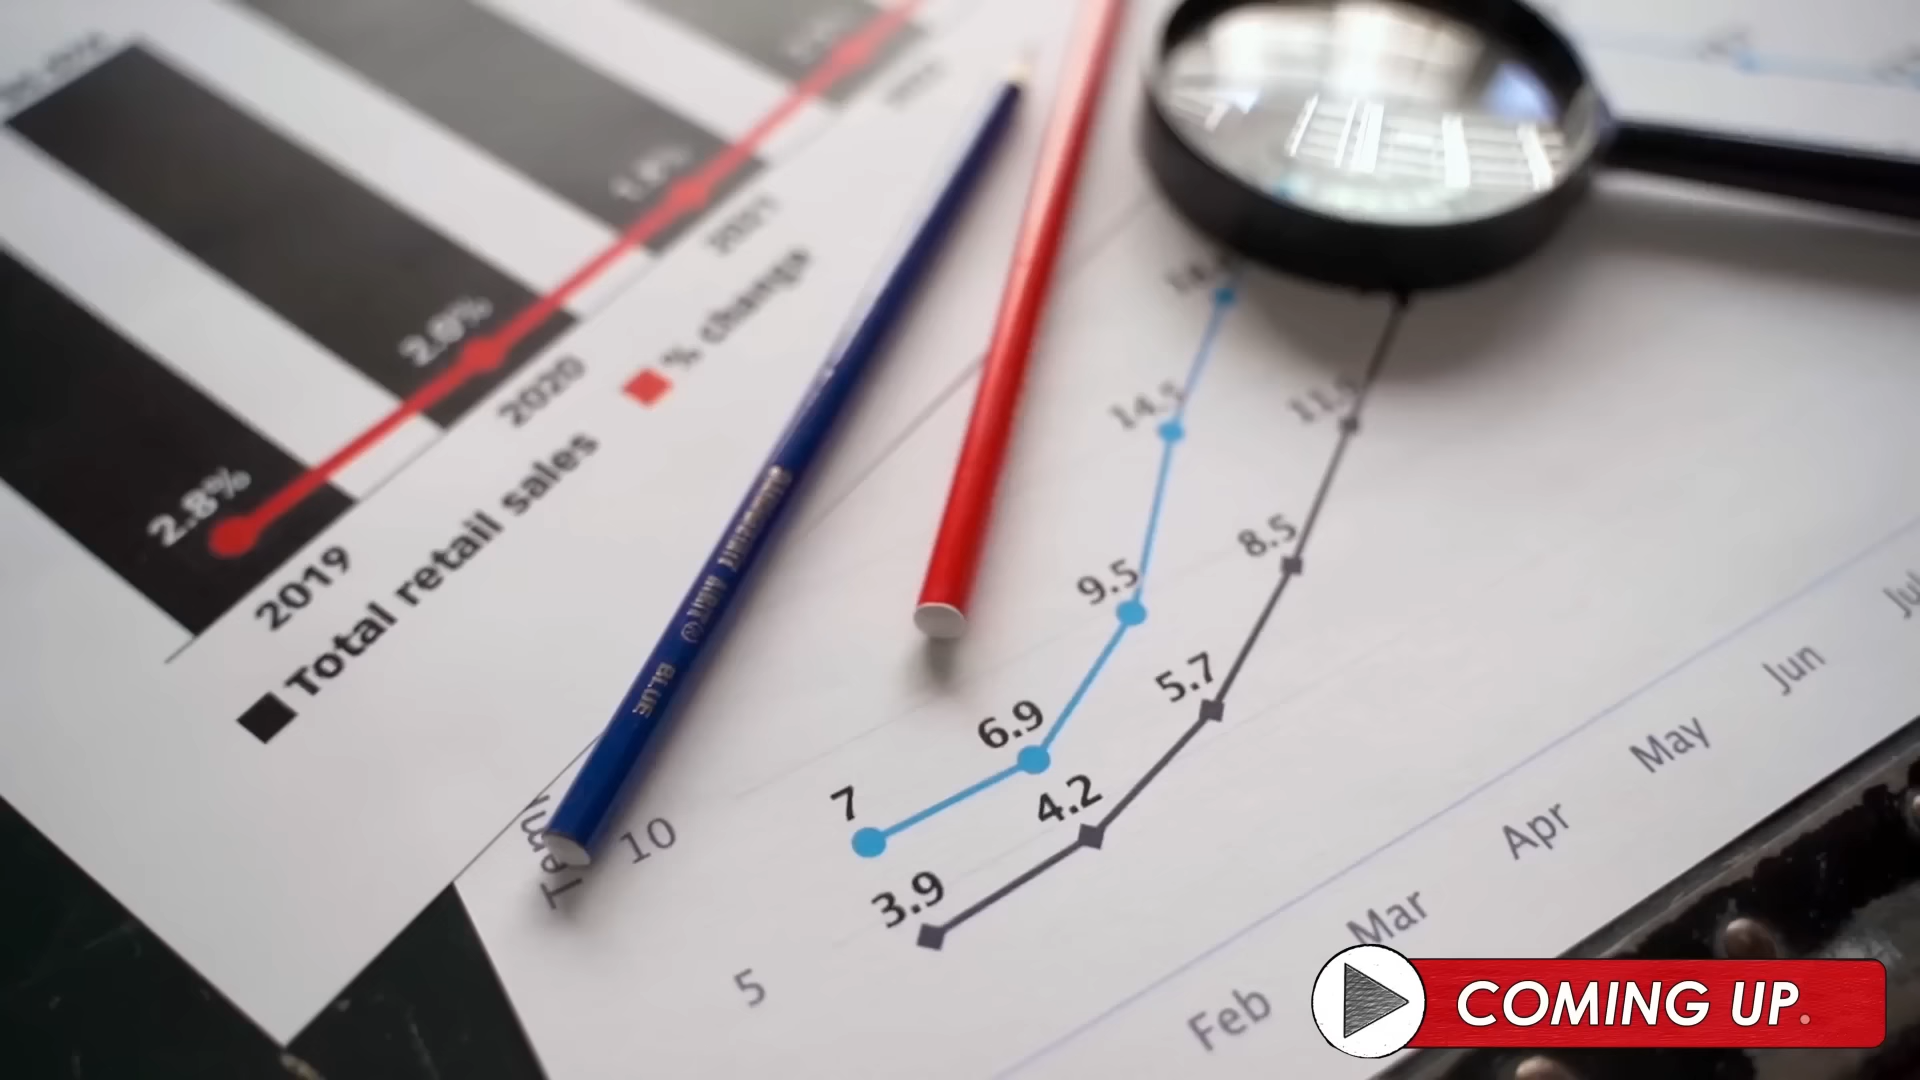 2.8%
2.0%
2019
2020
2021
Total retail sales
% change
BLUE
10
5
7
6.9
9.5
14.5
3.9
4.2
5.7
8.5
Feb
Mar
Apr
May
Jun
COMING UP.